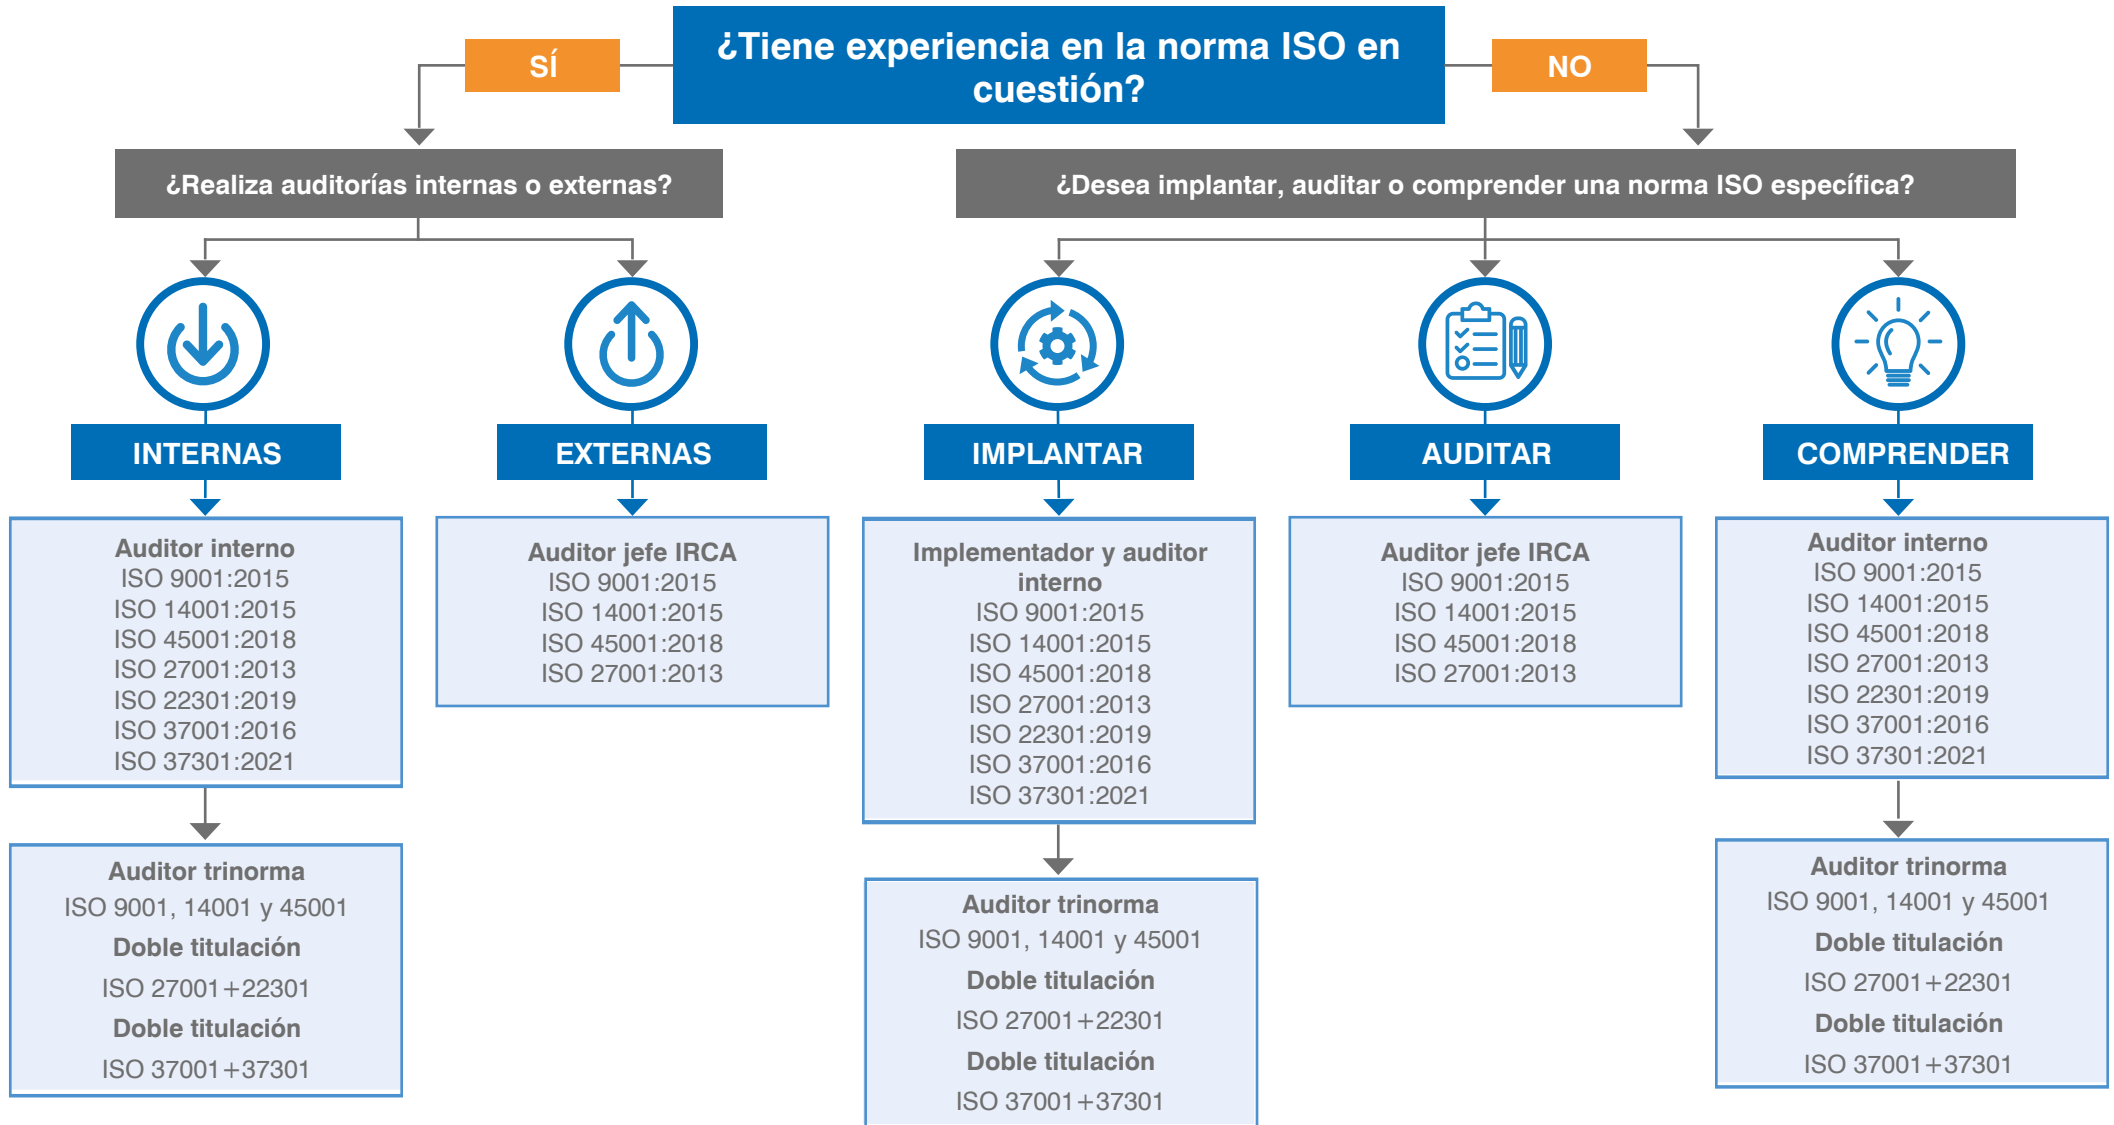 ¿Tiene experiencia en la norma ISO en
cuestión?
SÍ
NO
¿Realiza auditorías internas o externas?
¿Desea implantar, auditar o comprender una norma ISO específica?
INTERNAS
EXTERNAS
IMPLANTAR
AUDITAR
COMPRENDER
Auditor interno
ISO 9001:2015
ISO 14001:2015
ISO 45001:2018
ISO 27001:2013
ISO 22301:2019
ISO 37001:2016
ISO 37301:2021
Auditor trinorma
ISO 9001, 14001 y 45001
Doble titulación
ISO 27001+22301
Doble titulación
ISO 37001+37301
Auditor jefe IRCA
ISO 9001:2015
ISO 14001:2015
ISO 45001:2018
ISO 27001:2013
Implementador y auditor
interno
ISO 9001:2015
ISO 14001:2015
ISO 45001:2018
ISO 27001:2013
ISO 22301:2019
ISO 37001:2016
ISO 37301:2021
Auditor trinorma
ISO 9001, 14001 y 45001
Doble titulación
ISO 27001+22301
Doble titulación
ISO 37001+37301
Auditor jefe IRCA
ISO 9001:2015
ISO 14001:2015
ISO 45001:2018
ISO 27001:2013
Auditor interno
ISO 9001:2015
ISO 14001:2015
ISO 45001:2018
ISO 27001:2013
ISO 22301:2019
ISO 37001:2016
ISO 37301:2021
Auditor trinorma
ISO 9001, 14001 y 45001
Doble titulación
ISO 27001+22301
Doble titulación
ISO 37001+37301